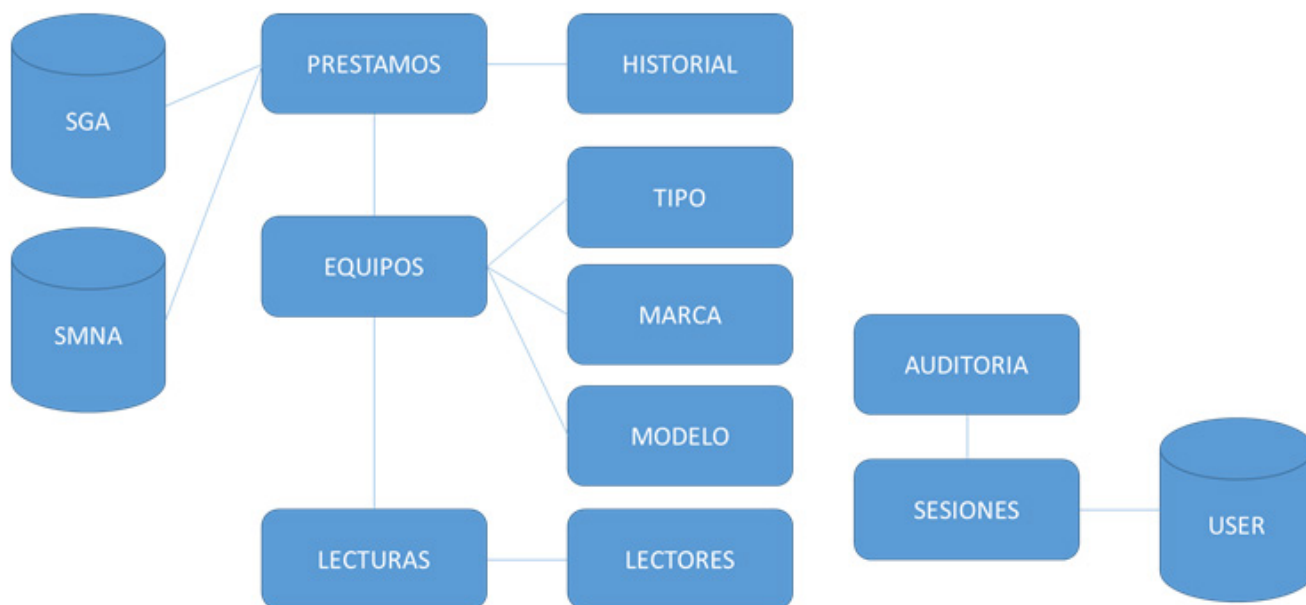 SGA
PRESTAMOS
HISTORIAL
TIPO
SMNA
EQUIPOS
MARCA
MODELO
LECTURAS
LECTORES
AUDITORIA
SESIONES
USER